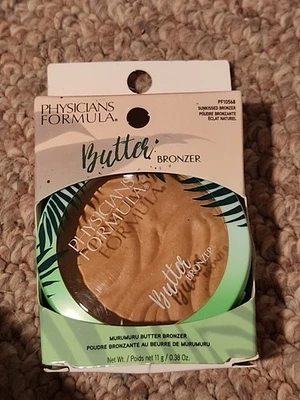 PHYSICIANS
FORMULA®
PF10568
SUNKISSED BRONZER
POUDRE BRONZANTE
ÉCLAT NATUREL
Butter BRONZER
PHYSICIANS
FORMULA
Butter
BRONZER
MURUMURU BUTTER BRONZER
POUDRE BRONZANTE AU BEURRE DE MURUMURU
Net Wt. / Poids net 11 g / 0.38 Oz.